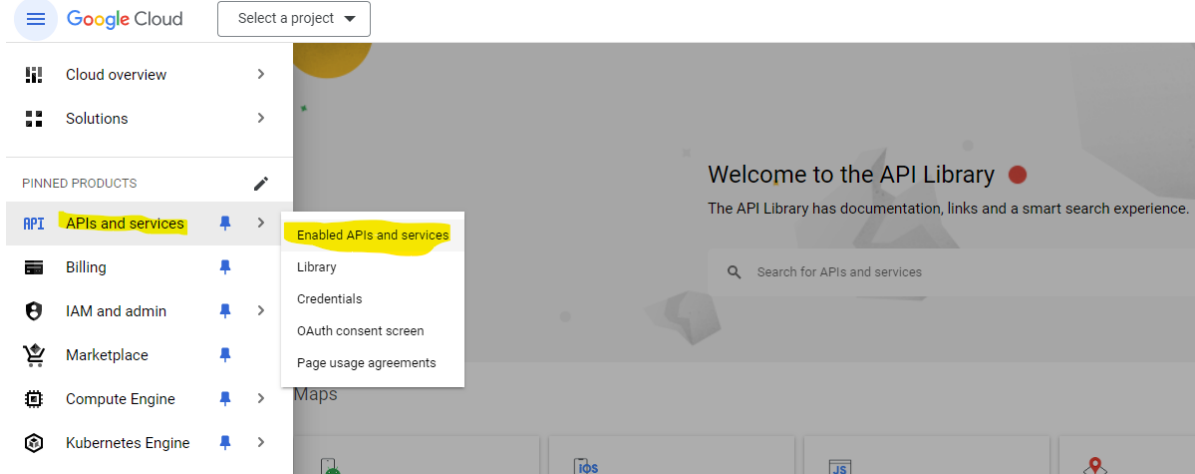 Google Cloud
Select a project
Cloud overview
Solutions
PINNED PRODUCTS
API APIs and services
Billing
IAM and admin
Marketplace
Compute Engine
Kubernetes Engine
Enabled APIs and services
Library
Credentials
OAuth consent screen
Page usage agreements
Welcome to the API Library
The API Library has documentation, links and a smart search experience.
Search for APIs and services
Maps
iOS
JS